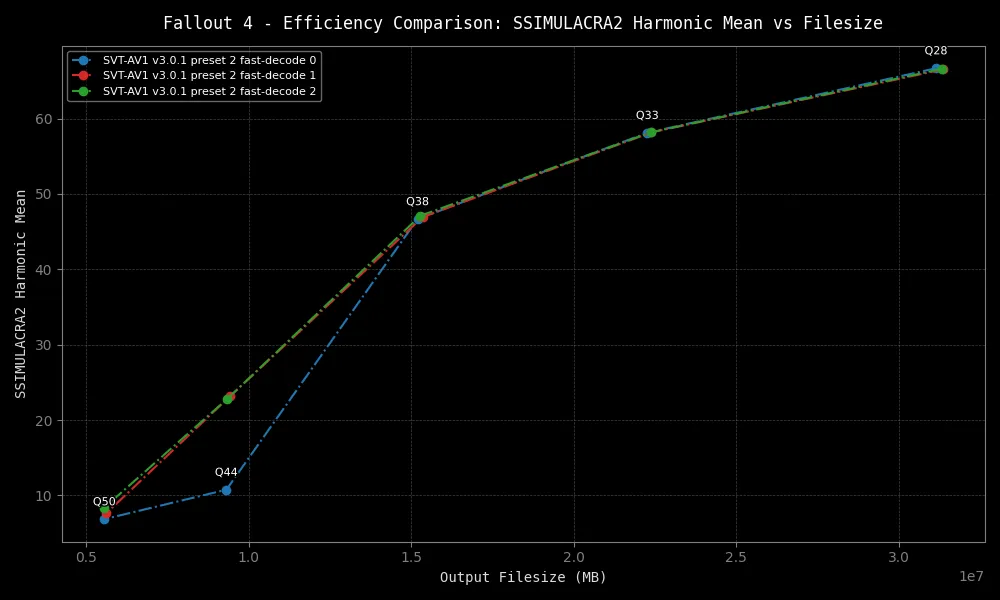 Fallout 4 - Efficiency Comparison: SSIMULACRA2 Harmonic Mean vs Filesize
SVT-AV1 v3.0.1 preset 2 fast-decode 0
SVT-AV1 v3.0.1 preset 2 fast-decode 1
SVT-AV1 v3.0.1 preset 2 fast-decode 2
Q28
Q33
Q38
Q44
Q50
SSIMULACRA2 Harmonic Mean
60
50
40
30
20
10
0.5 1.0 1.5 2.0 2.5 3.0
1e7
Output Filesize (MB)